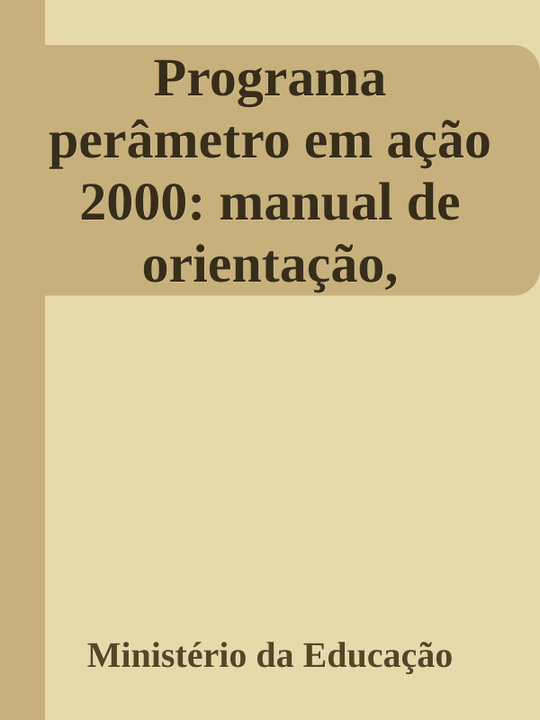 Programa
perâmetro em ação
2000: manual de
orientação,
Ministério da Educação